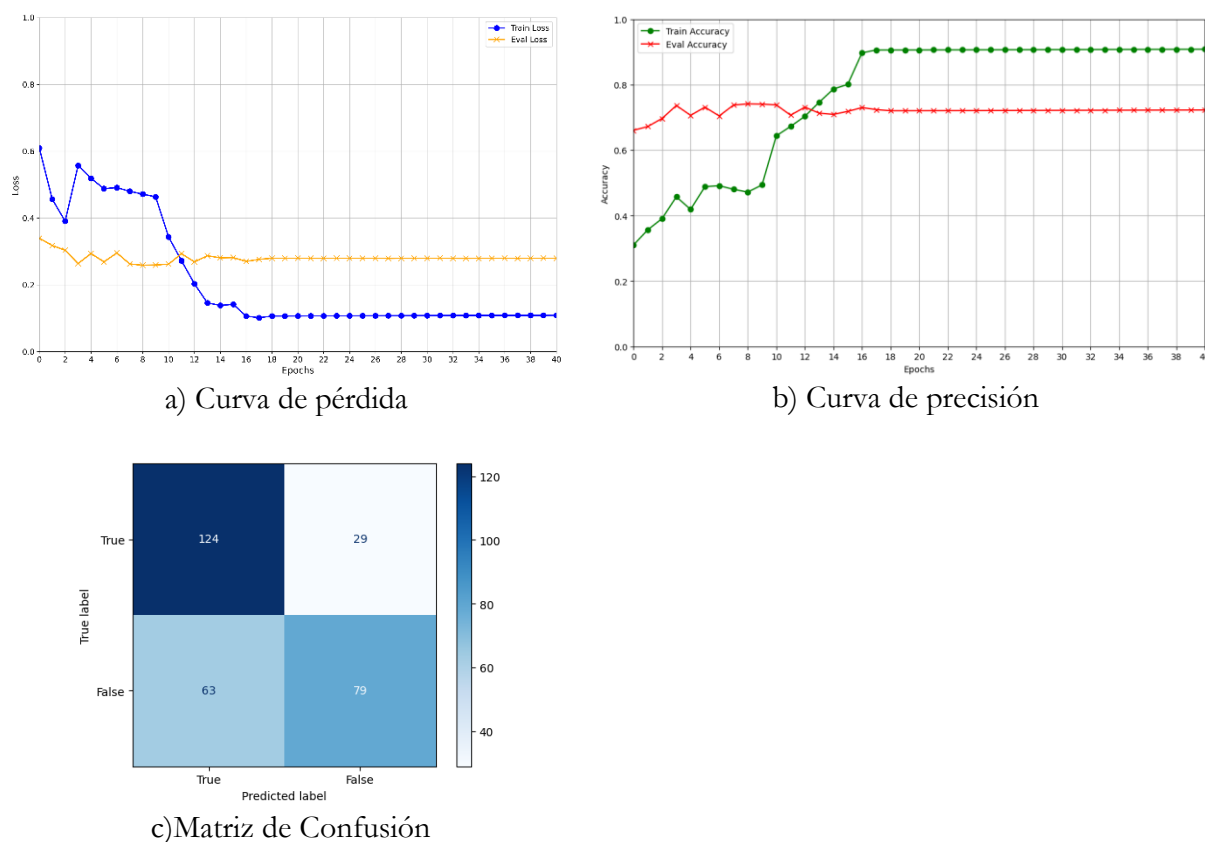 1.0
0.8
0.6
0.4
0.2
0.0
Loss
Train Loss
Eval Loss
0 2 4 6 8 10 12 14 16 18 20 22 24 26 28 30 32 34 36 38 40
Epochs
a) Curva de pérdida
1.0
0.8
0.6
0.4
0.2
0.0
Accuracy
Train Accuracy
Eval Accuracy
0 2 4 6 8 10 12 14 16 18 20 22 24 26 28 30 32 34 36 38 4
Epochs
b) Curva de precisión
True label
True
False
124 29
63 79
True False
Predicted label
120
100
80
60
40
c)Matriz de Confusión